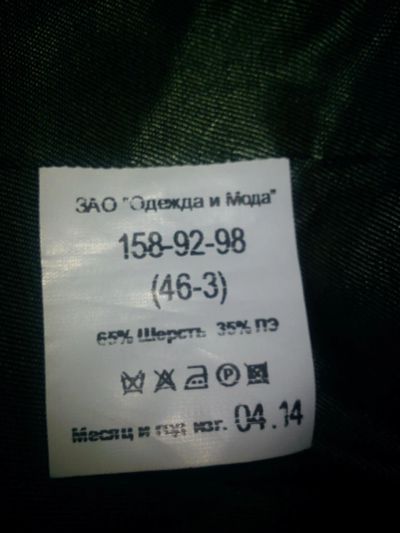 ЗАО "Одежда и Мода"
158-92-98
(46-3)
65% Шерсть 35% ПЭ
Месяц и год изг. 04.14